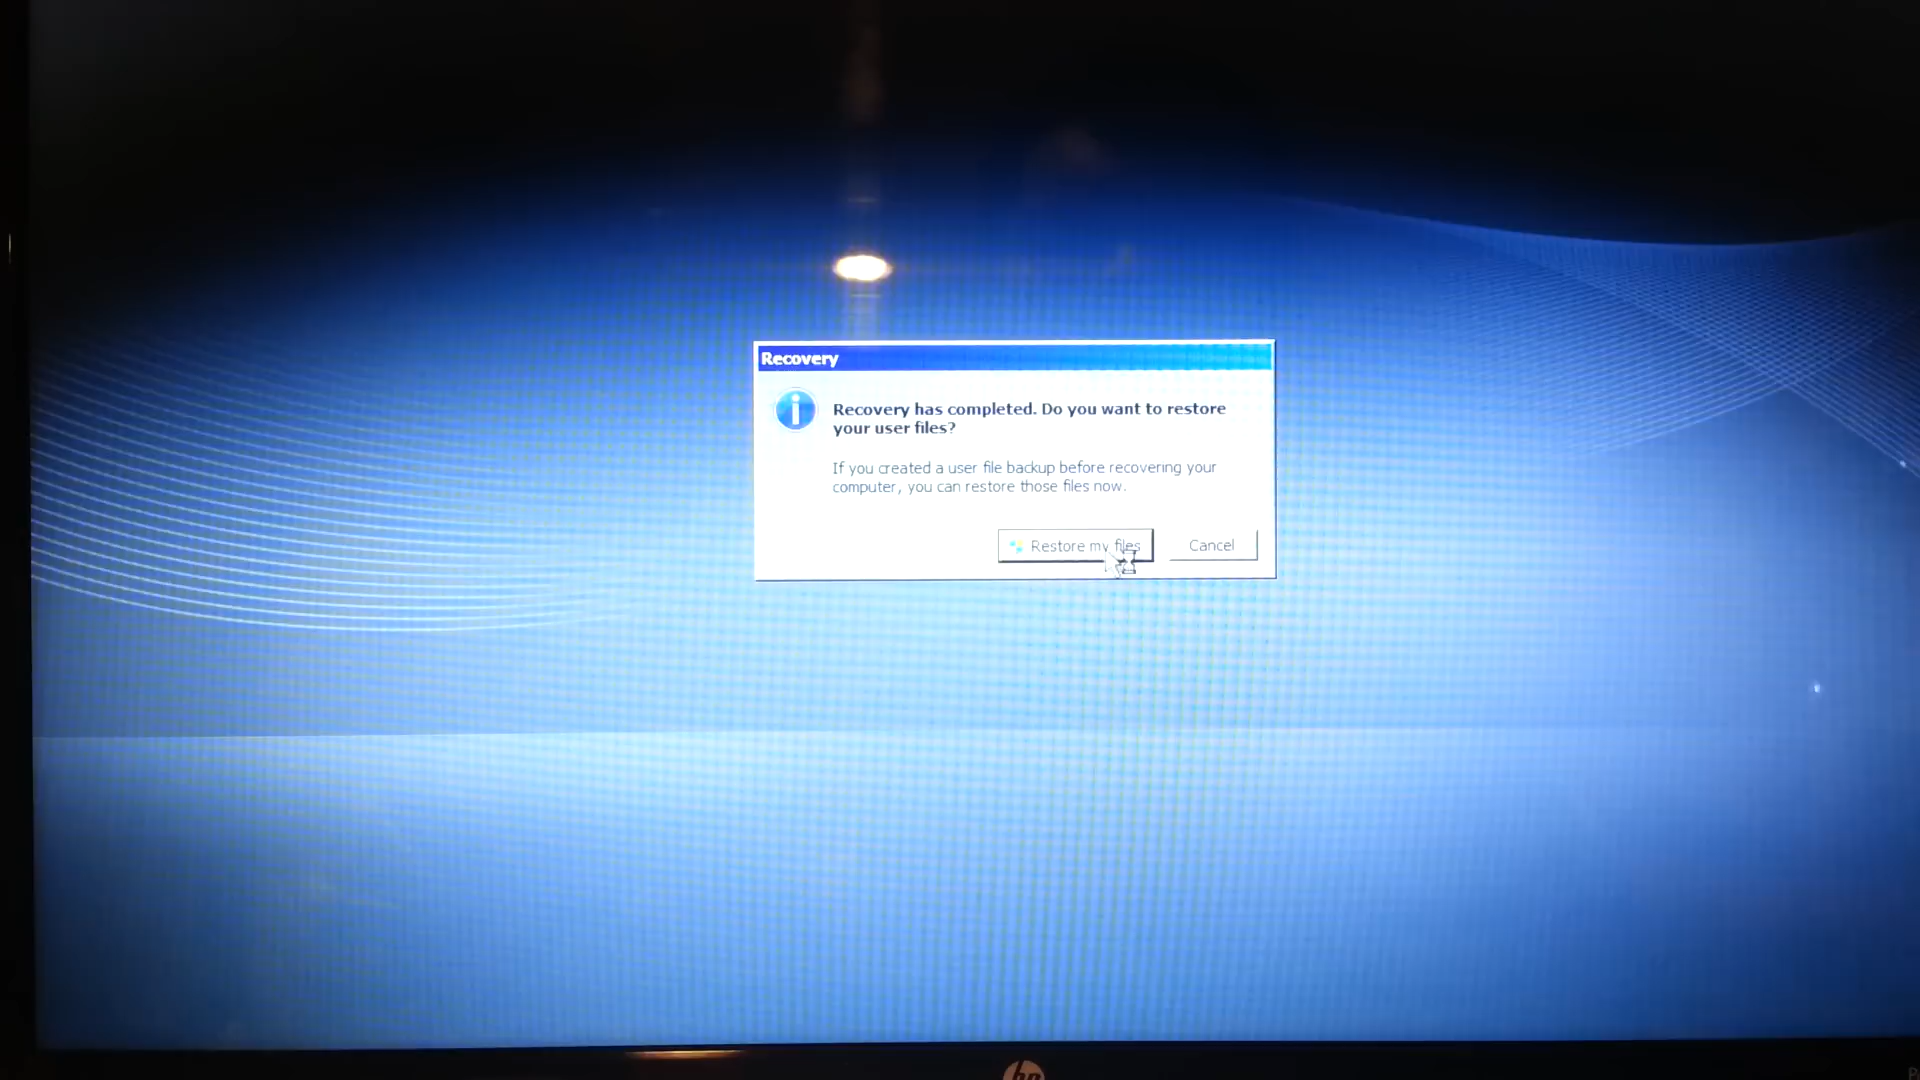 Recovery
Recovery has completed. Do you want to restore
your user files?
If you created a user file backup before recovering your
computer, you can restore those files now.
Restore my files
Cancel
hp